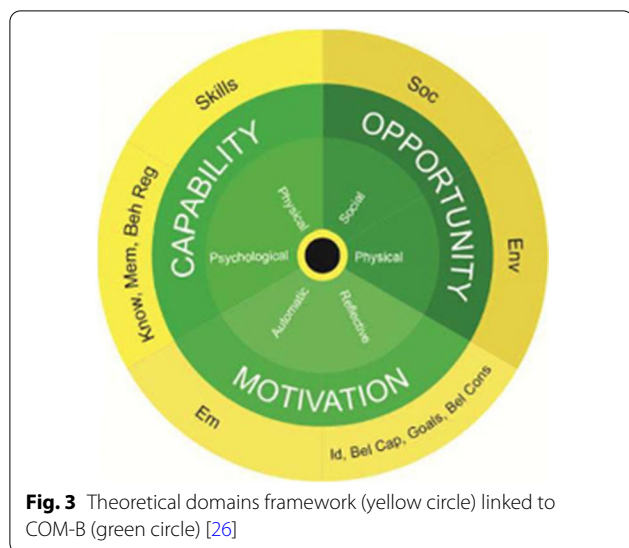 Skills
Soc
CAPABILITY
OPPORTUNITY
Physical
Social
Know, Mem, Beh Reg
Psychological
Physical
Env
Automatic
Reflective
MOTIVATION
Em
Id, Bel Cap, Goals, Bel Cons
Fig. 3 Theoretical domains framework (yellow circle) linked to
COM-B (green circle) [26]